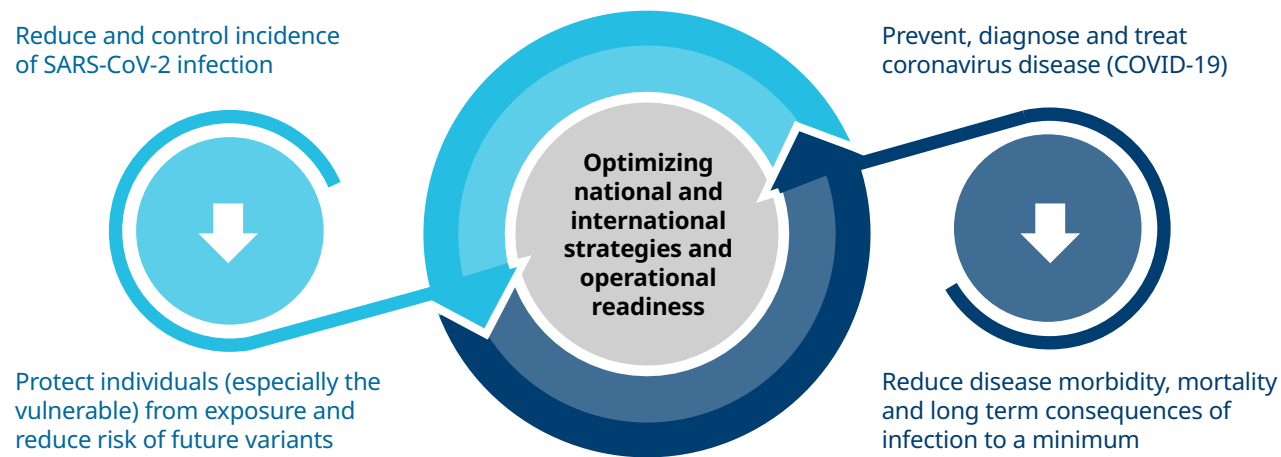 Reduce and control incidence
of SARS-CoV-2 infection
Protect individuals (especially the
vulnerable) from exposure and
reduce risk of future variants
Optimizing
national and
international
strategies and
operational
readiness
Prevent, diagnose and treat
coronavirus disease (COVID-19)
Reduce disease morbidity, mortality
and long term consequences of
infection to a minimum